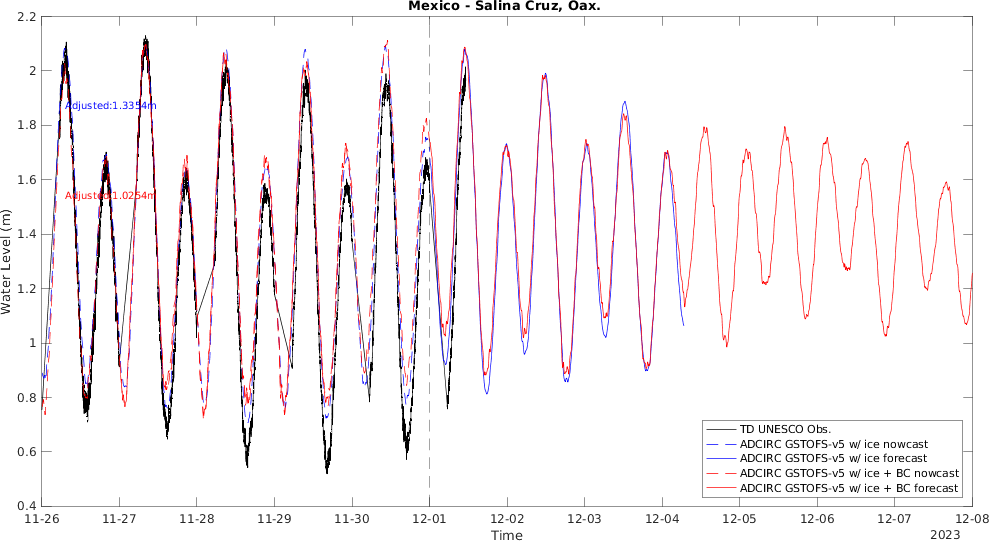 Mexico - Salina Cruz, Oax.
2.2
2
1.8
1.6
1.4
1.2
1
0.8
0.6
0.4
Water Level (m)
Adjusted:1.3354m
Adjusted:1.0254m
TD UNESCO Obs.
ADCIRC GSTOFS-v5 w/ ice nowcast
ADCIRC GSTOFS-v5 w/ ice forecast
ADCIRC GSTOFS-v5 w/ ice + BC nowcast
ADCIRC GSTOFS-v5 w/ ice + BC forecast
11-26 11-27 11-28 11-29 11-30 12-01 12-02 12-03 12-04 12-05 12-06 12-07 12-08
Time
2023